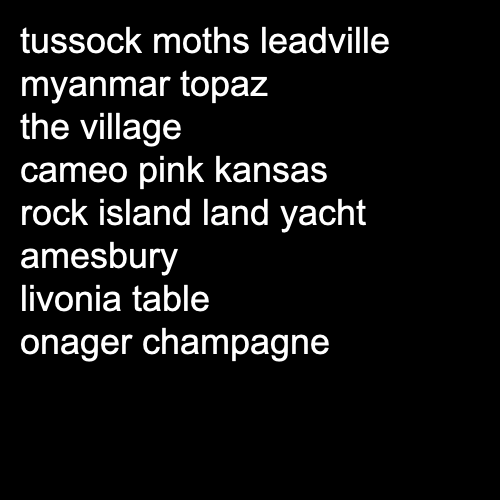 tussock moths leadville
myanmar topaz
the village
cameo pink kansas
rock island land yacht
amesbury
livonia table
onager champagne